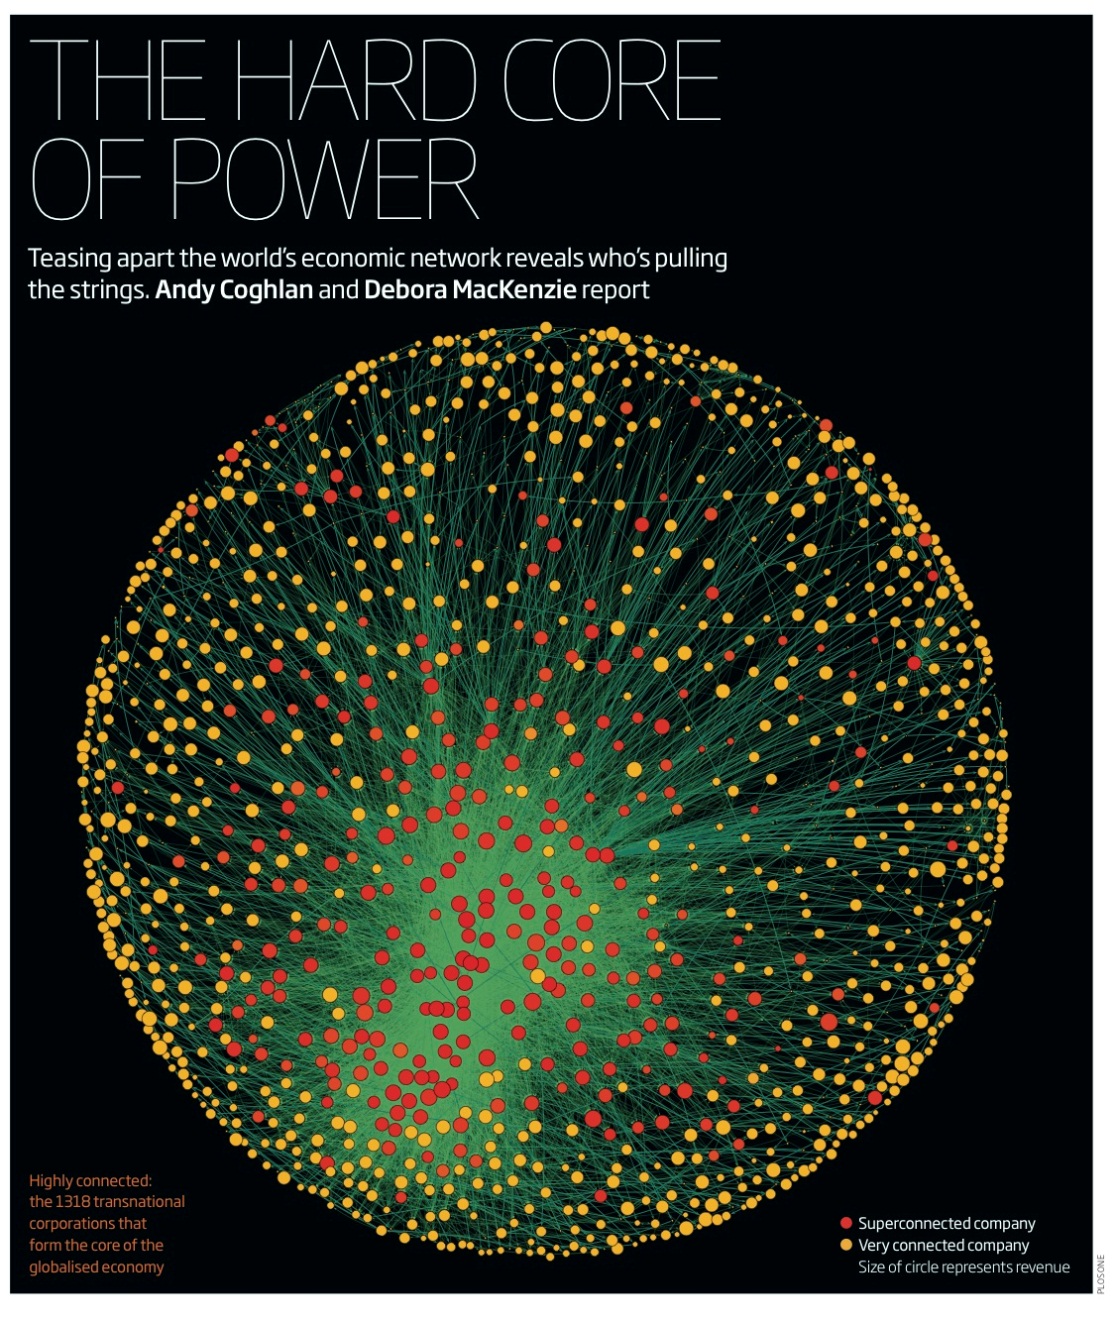 THE HARD CORE
OF POWER
Teasing apart the world's economic network reveals who's pulling
the strings. Andy Coghlan and Debora MacKenzie report
Highly connected:
the 1318 transnational
corporations that
form the core of the
globalised economy
Superconnected company
Very connected company
Size of circle represents revenue
PLOS ONE